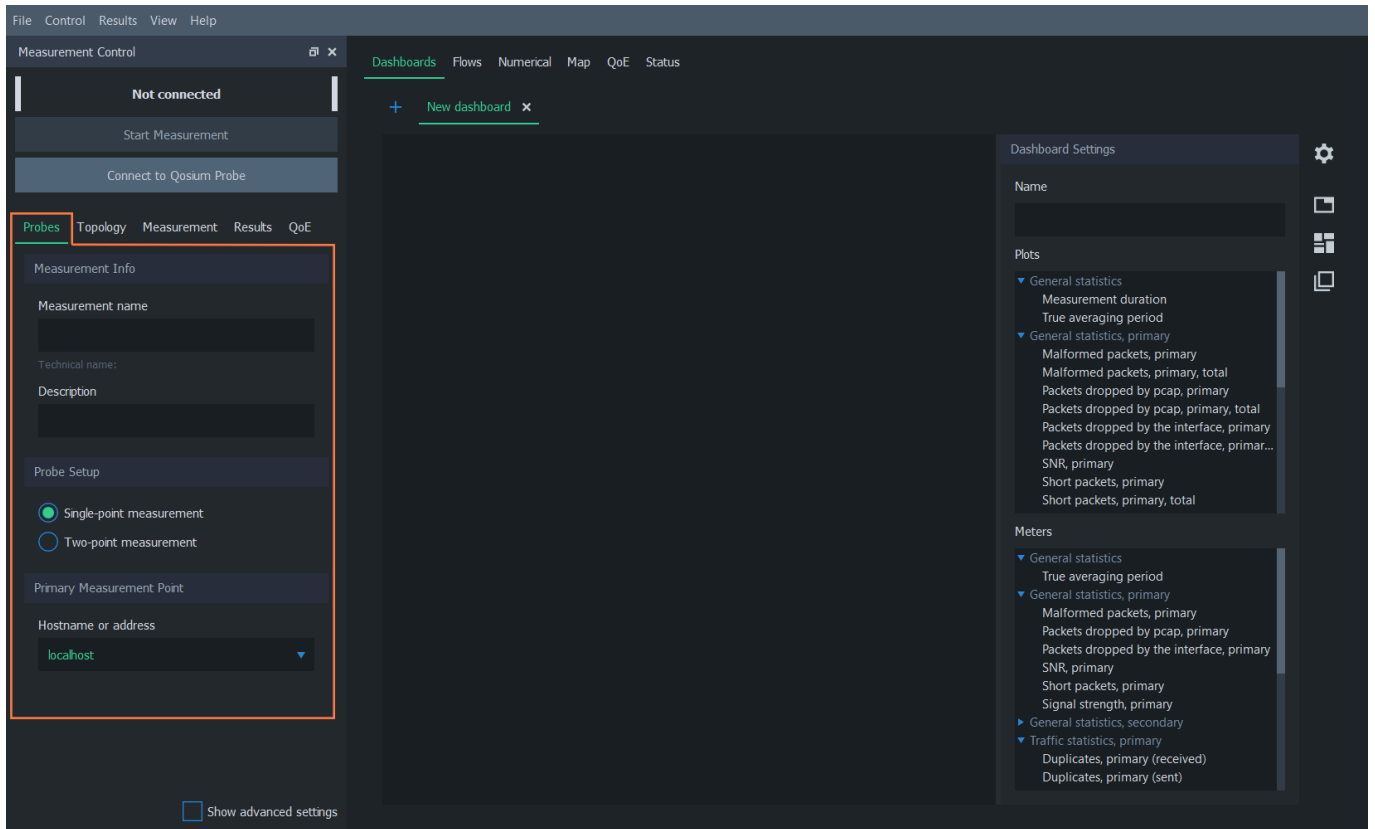 File Control Results View Help
Measurement Control
Not connected
Start Measurement
Connect to Qosium Probe
Probes Topology Measurement Results QoE
Measurement Info
Measurement name
Technical name:
Description
Probe Setup
Single-point measurement
Two-point measurement
Primary Measurement Point
Hostname or address
localhost
Show advanced settings
Dashboards Flows Numerical Map QoE Status
+ New dashboard ×
Dashboard Settings
Name
Plots
General statistics
Measurement duration
True averaging period
General statistics, primary
Malformed packets, primary
Malformed packets, primary, total
Packets dropped by pcap, primary
Packets dropped by pcap, primary, total
Packets dropped by the interface, primary
Packets dropped by the interface, primar...
SNR, primary
Short packets, primary
Short packets, primary, total
Meters
General statistics
True averaging period
General statistics, primary
Malformed packets, primary
Packets dropped by pcap, primary
Packets dropped by the interface, primary
SNR, primary
Short packets, primary
Signal strength, primary
General statistics, secondary
Traffic statistics, primary
Duplicates, primary (received)
Duplicates, primary (sent)